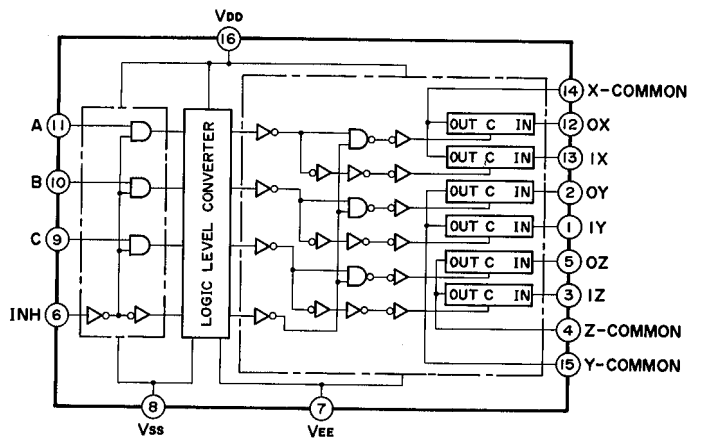 VDD
16
14 X-COMMON
A 11
OUT C IN 12 OX
OUT C IN 13 IX
B 10
OUT C IN 2 OY
OUT C IN 1 IY
C 9
OUT C IN 5 OZ
OUT C IN 3 IZ
INH 6
LOGIC LEVEL CONVERTER
4 Z-COMMON
15 Y-COMMON
8
VSS
7
VEE